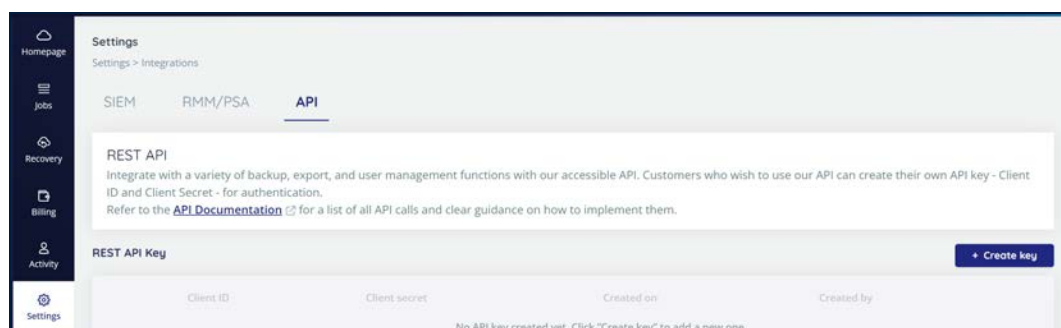 Homepage
Jobs
Recovery
Billing
Activity
Settings
Settings
Settings > Integrations
SIEM RMM/PSA API
REST API
Integrate with a variety of backup, export, and user management functions with our accessible API. Customers who wish to use our API can create their own API key - Client
ID and Client Secret - for authentication.
Refer to the API Documentation for a list of all API calls and clear guidance on how to implement them.
REST API Key
+ Create key
Client ID Client secret Created on Created by
No API key created yet. Click "Create key" to add a new one